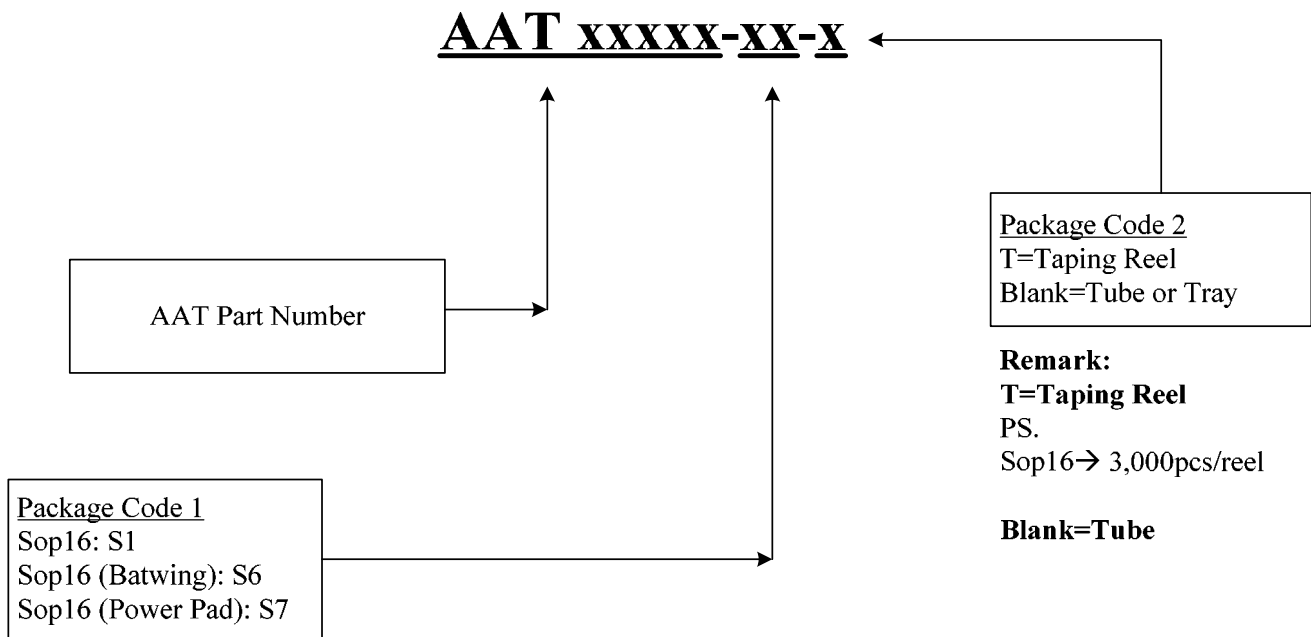 AAT xxxxx-xx-x
AAT Part Number
Package Code 1
Sop16: S1
Sop16 (Batwing): S6
Sop16 (Power Pad): S7
Package Code 2
T=Taping Reel
Blank=Tube or Tray
Remark:
T=Taping Reel
PS.
Sop16→ 3,000pcs/reel
Blank=Tube